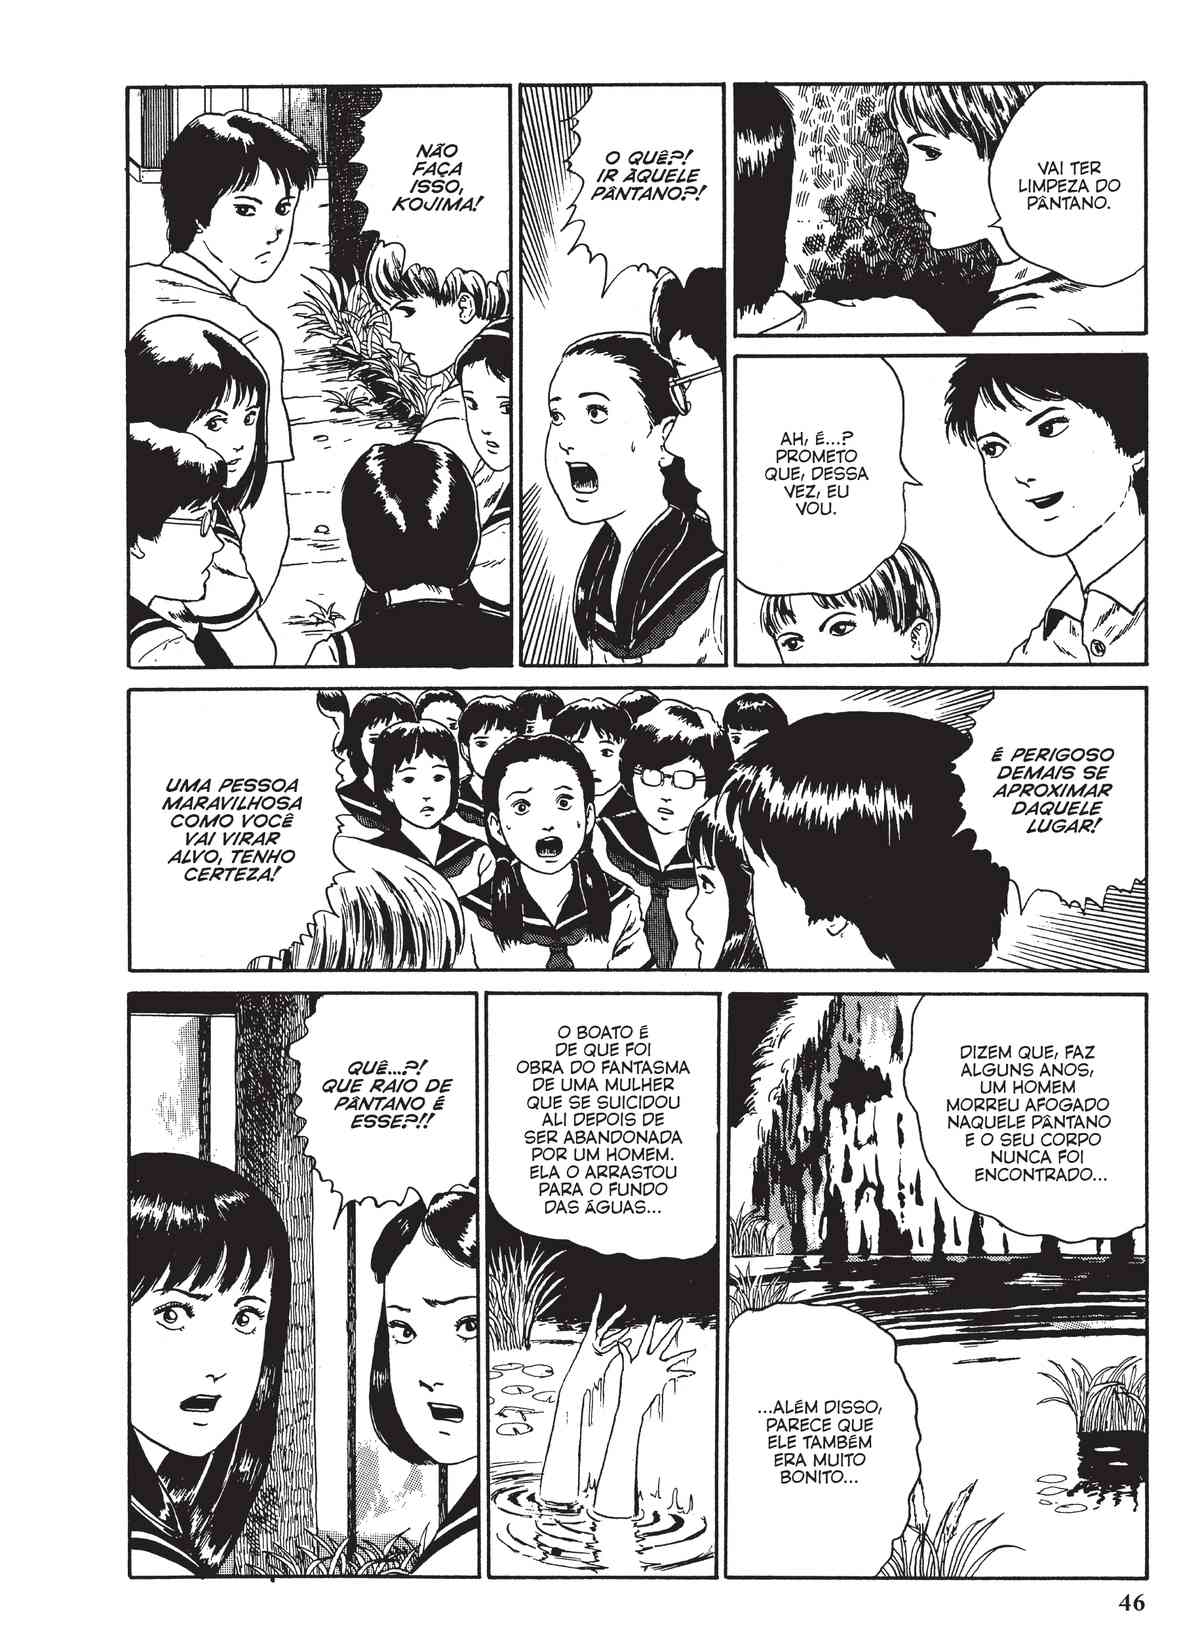 VAI TER
LIMPEZA DO
PÂNTANO.
AH, É...?
PROMETO
QUE, DESSA
VEZ, EU
VOU.
O QUÊ?!
IR ÀQUELE
PÂNTANO?!
NÃO
FAÇA
ISSO,
KOJIMA!
É PERIGOSO
DEMAIS SE
APROXIMAR
DAQUELE
LUGAR!
UMA PESSOA
MARAVILHOSA
COMO VOCÊ
VAI VIRAR
ALVO, TENHO
CERTEZA!
DIZEM QUE, FAZ
ALGUNS ANOS,
UM HOMEM
MORREU AFOGADO
NAQUELE PÂNTANO
E O SEU CORPO
NUNCA FOI
ENCONTRADO...
...ALÉM DISSO,
PARECE QUE
ELE TAMBÉM
ERA MUITO
BONITO...
O BOATO É
DE QUE FOI
OBRA DO FANTASMA
DE UMA MULHER
QUE SE SUICIDOU
ALI DEPOIS DE
SER ABANDONADA
POR UM HOMEM.
ELA O ARRASTOU
PARA O FUNDO
DAS ÁGUAS...
QUÊ...?!
QUE RAIO DE
PÂNTANO É
ESSE?!!
46